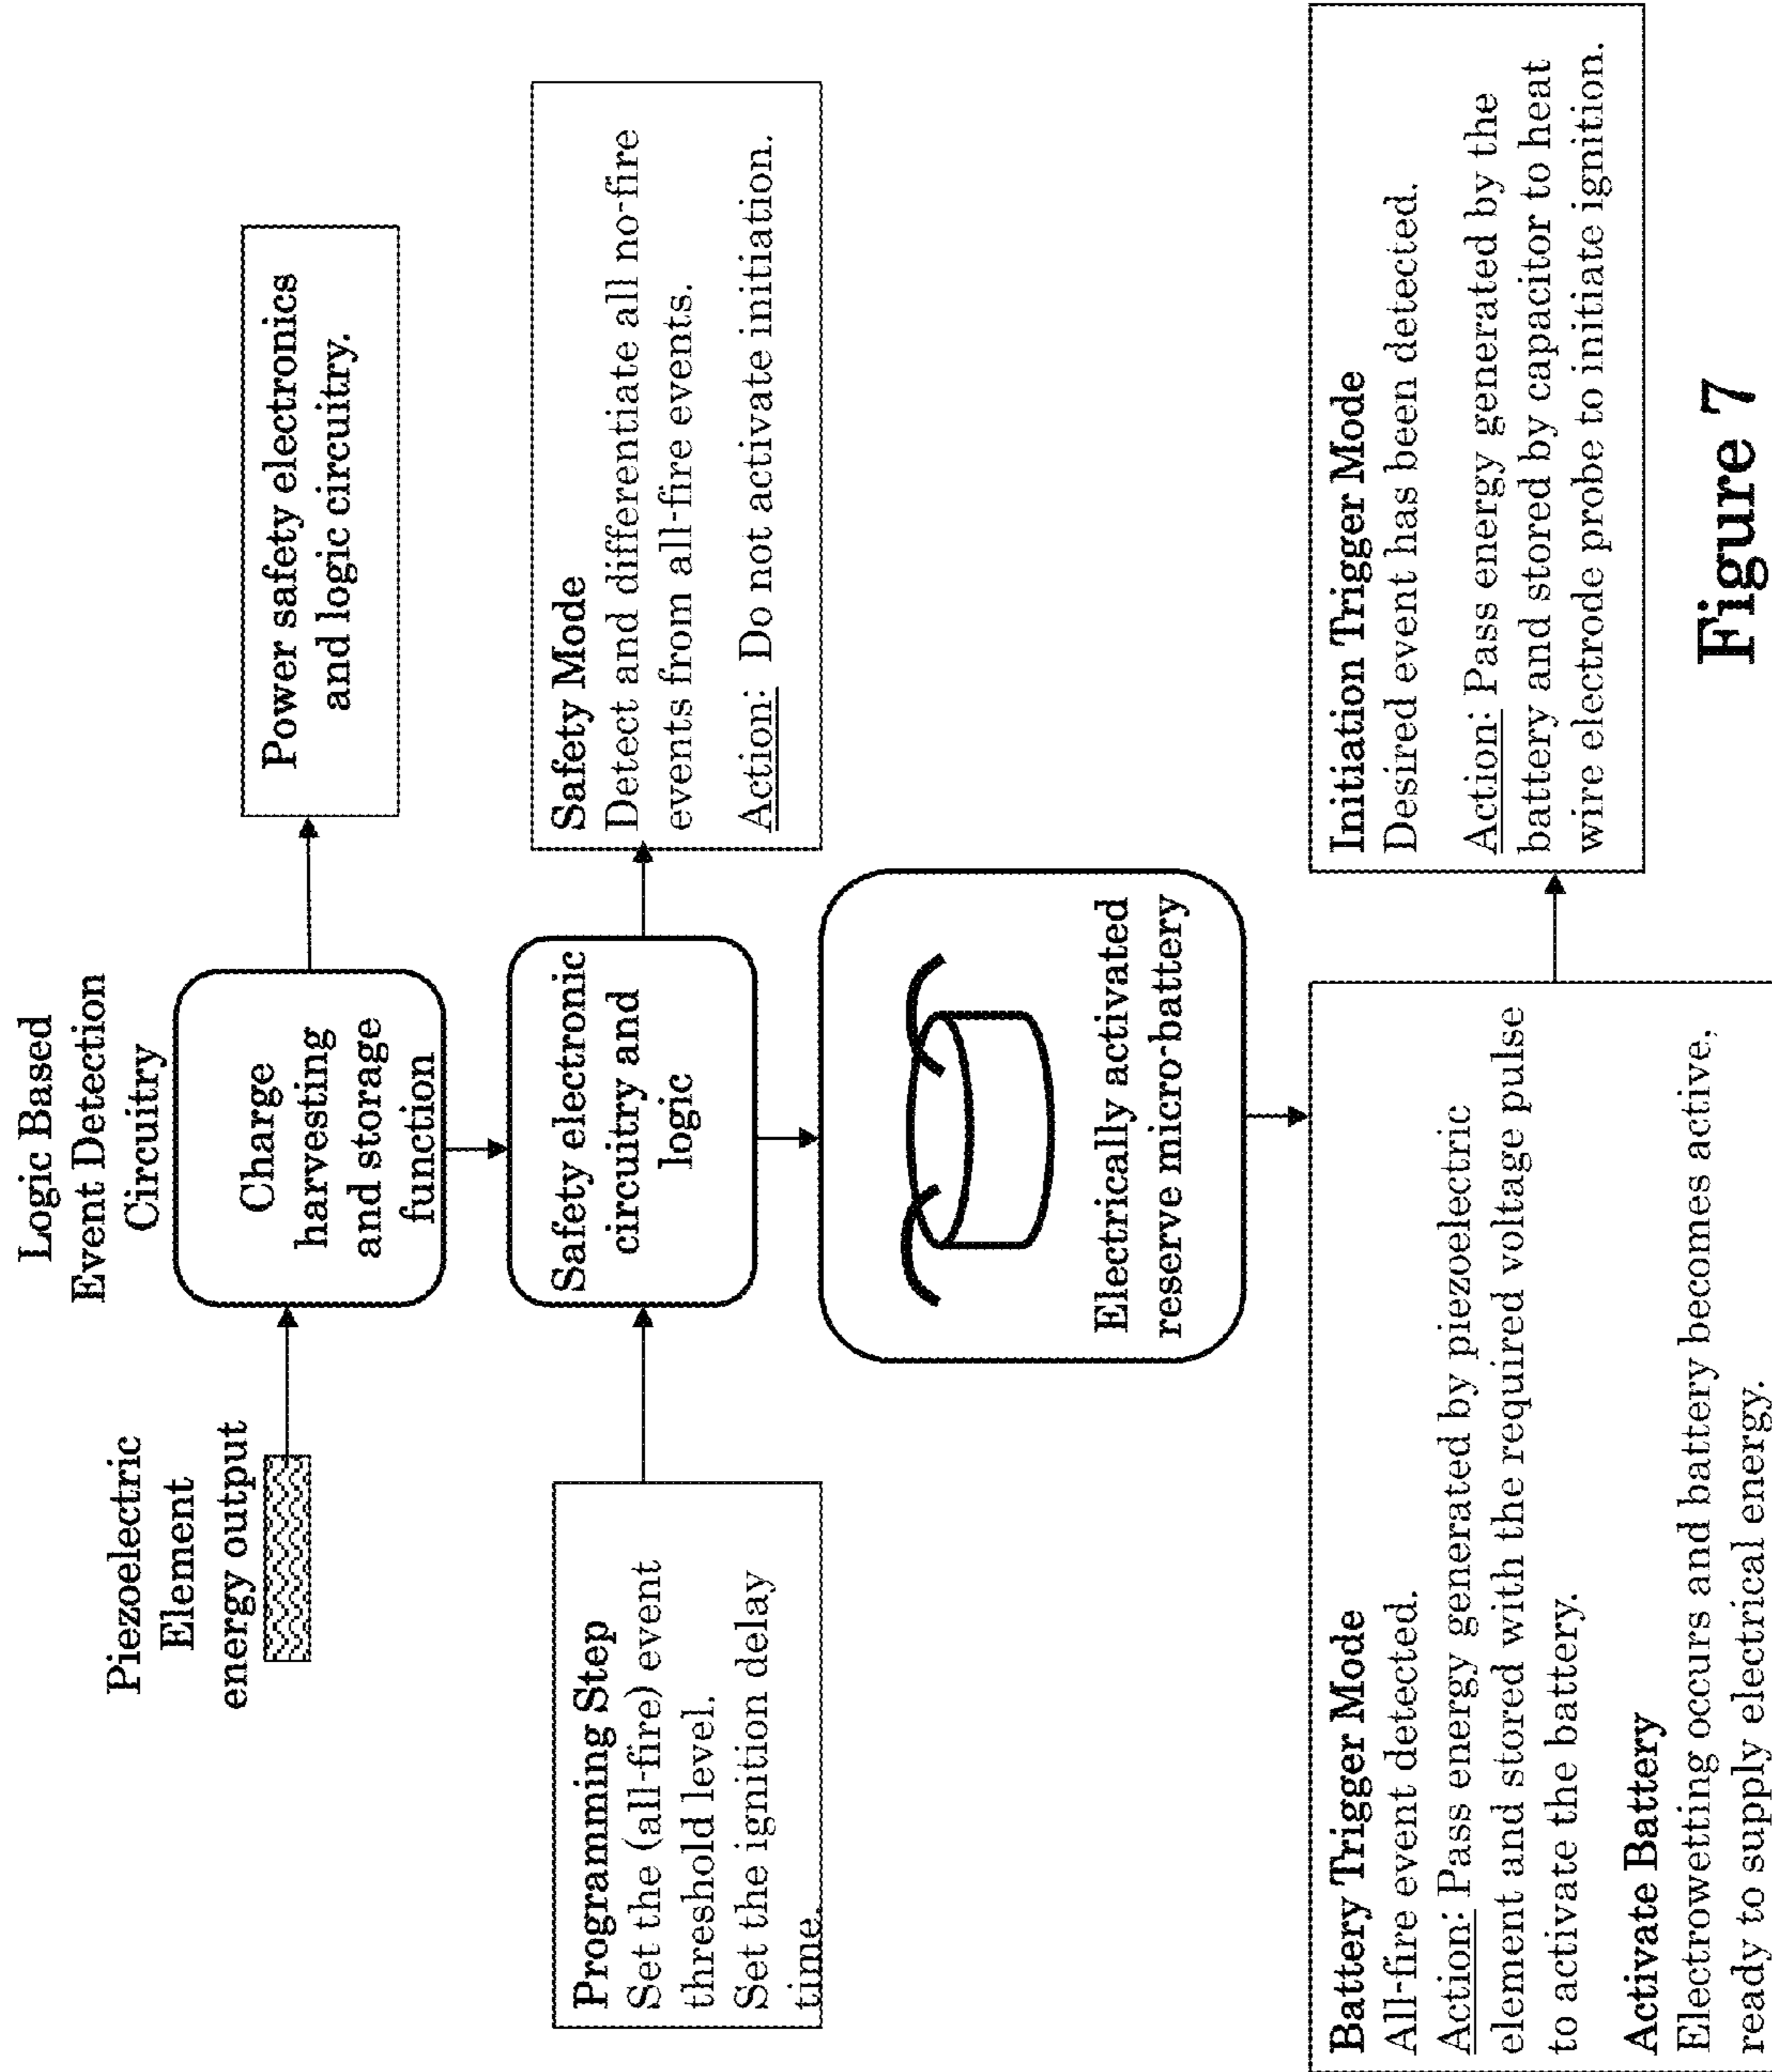 Logic Based
Event Detection
Circuitry
Piezoelectric
Element
energy output
Charge
harvesting
and storage
function
Power safety electronics
and logic circuitry.
Programming Step
Set the (all-fire) event
threshold level.
Set the ignition delay
time.
Safety electronic
circuitry and
logic
Safety Mode
Detect and differentiate all no-fire
events from all-fire events.
Action: Do not activate initiation.
Electrically activated
reserve micro-battery
Battery Trigger Mode
All-fire event detected.
Action: Pass energy generated by piezoelectric
element and stored with the required voltage pulse
to activate the battery.
Activate Battery
Electrowetting occurs and battery becomes active,
ready to supply electrical energy.
Initiation Trigger Mode
Desired event has been detected.
Action: Pass energy generated by the
battery and stored by capacitor to heat
wire electrode probe to initiate ignition.
Figure 7